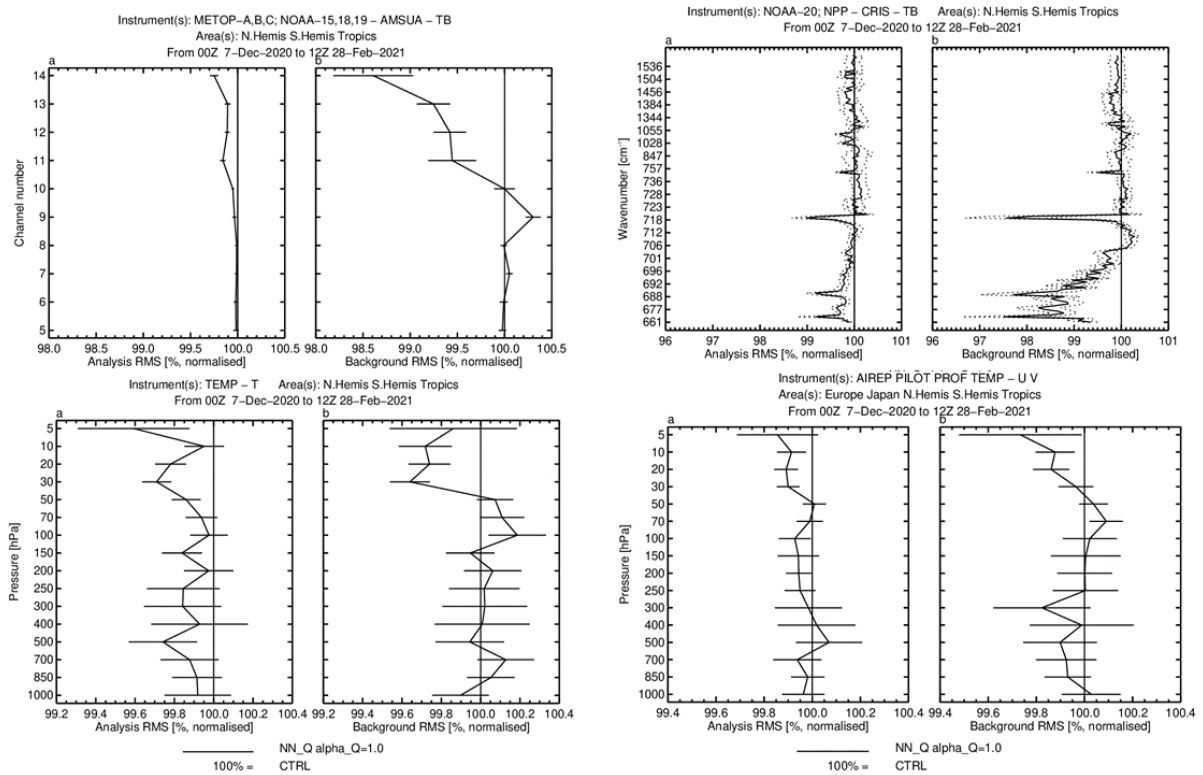 Instrument(s): METOP-A,B,C; NOAA-15,18,19 - AMSUA - TB
Area(s): N.Hemis S.Hemis Tropics
From 00Z 7-Dec-2020 to 12Z 28-Feb-2021
a
b
Channel number
14
13
12
11
10
9
8
7
6
5
98.0 98.5 99.0 99.5 100.0 100.5
Analysis RMS [%, normalised]
98.0 98.5 99.0 99.5 100.0 100.5
Background RMS [%, normalised]
Instrument(s): NOAA-20; NPP - CRIS - TB Area(s): N.Hemis S.Hemis Tropics
From 00Z 7-Dec-2020 to 12Z 28-Feb-2021
a
b
Wavenumber [cm-1]
1536
1504
1456
1384
1344
1055
1028
847
757
736
728
723
718
712
706
701
696
692
688
677
661
96 97 98 99 100 101
Analysis RMS [%, normalised]
96 97 98 99 100 101
Background RMS [%, normalised]
Instrument(s): TEMP - T Area(s): N.Hemis S.Hemis Tropics
From 00Z 7-Dec-2020 to 12Z 28-Feb-2021
a
b
Pressure [hPa]
5
10
20
30
50
70
100
150
200
250
300
400
500
700
850
1000
99.2 99.4 99.6 99.8 100.0 100.2 100.4
Analysis RMS [%, normalised]
99.2 99.4 99.6 99.8 100.0 100.2 100.4
Background RMS [%, normalised]
NN_Q alpha_Q=1.0
100% = CTRL
Instrument(s): AIREP PILOT PROF TEMP - U V
Area(s): Europe Japan N.Hemis S.Hemis Tropics
From 00Z 7-Dec-2020 to 12Z 28-Feb-2021
a
b
Pressure [hPa]
5
10
20
30
50
70
100
150
200
250
300
400
500
700
850
1000
99.4 99.6 99.8 100.0 100.2 100.4
Analysis RMS [%, normalised]
99.4 99.6 99.8 100.0 100.2 100.4
Background RMS [%, normalised]
NN_Q alpha_Q=1.0
100% = CTRL